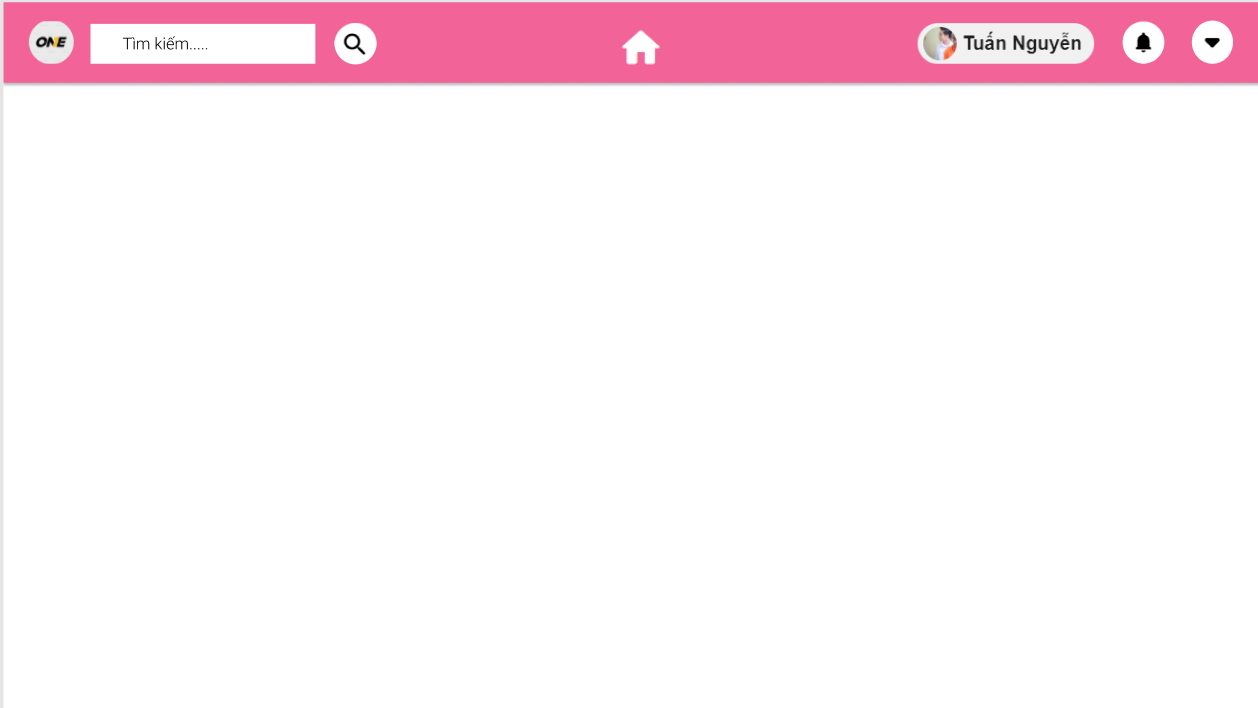 ONE
Tìm kiếm.....
Tuấn Nguyễn